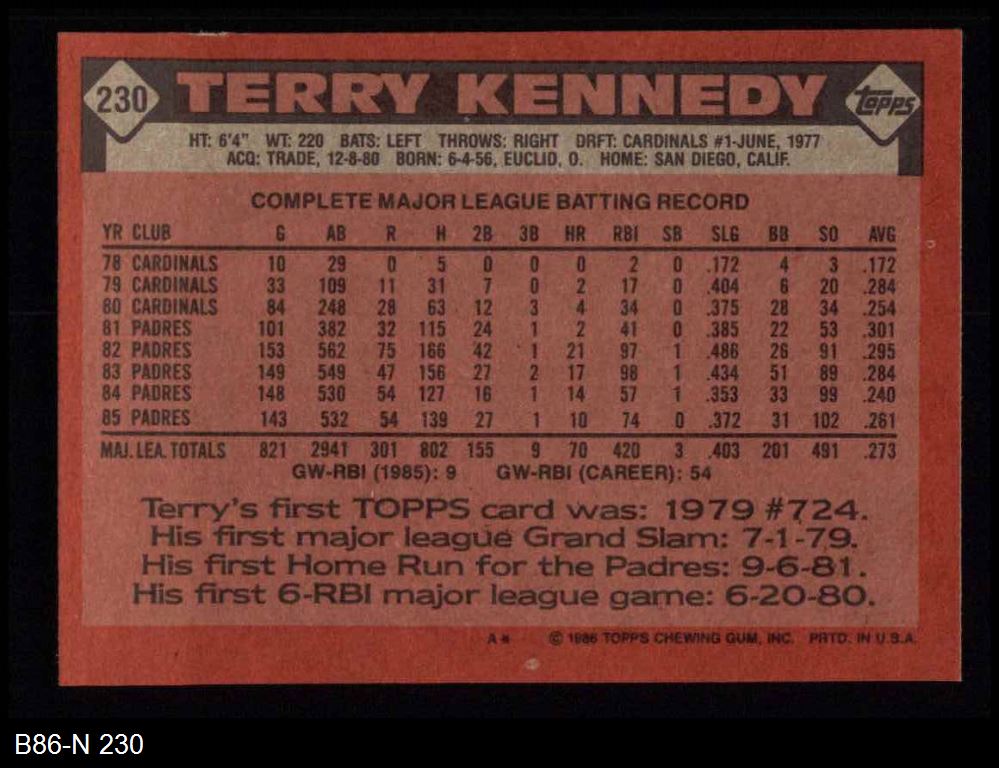 230 TERRY KENNEDY topps
HT: 6'4" WT: 220 BATS: LEFT THROWS: RIGHT DRFT: CARDINALS #1-JUNE, 1977
ACQ: TRADE, 12-8-80 BORN: 6-4-56, EUCLID, O. HOME: SAN DIEGO, CALIF.
COMPLETE MAJOR LEAGUE BATTING RECORD
YR CLUB G AB R H 2B 3B HR RBI SB SLG BB SO AVG
78 CARDINALS 10 29 0 5 0 0 0 2 0 .172 4 3 .172
79 CARDINALS 33 109 11 31 7 0 2 17 0 .404 6 20 .284
80 CARDINALS 84 248 28 63 12 3 4 34 0 .375 28 34 .254
81 PADRES 101 382 32 115 24 1 2 41 0 .385 22 53 .301
82 PADRES 153 562 75 166 42 1 21 97 1 .486 26 91 .295
83 PADRES 149 549 47 156 27 2 17 98 1 .434 51 89 .284
84 PADRES 148 530 54 127 16 1 14 57 1 .353 33 99 .240
85 PADRES 143 532 54 139 27 1 10 74 0 .372 31 102 .261
MAJ. LEA. TOTALS 821 2941 301 802 155 9 70 420 3 .403 201 491 .273
GW-RBI (1985): 9 GW-RBI (CAREER): 54
Terry's first TOPPS card was: 1979 #724.
His first major league Grand Slam: 7-1-79.
His first Home Run for the Padres: 9-6-81.
His first 6-RBI major league game: 6-20-80.
A* © 1986 TOPPS CHEWING GUM, INC. PRTD. IN U.S.A.
B86-N 230